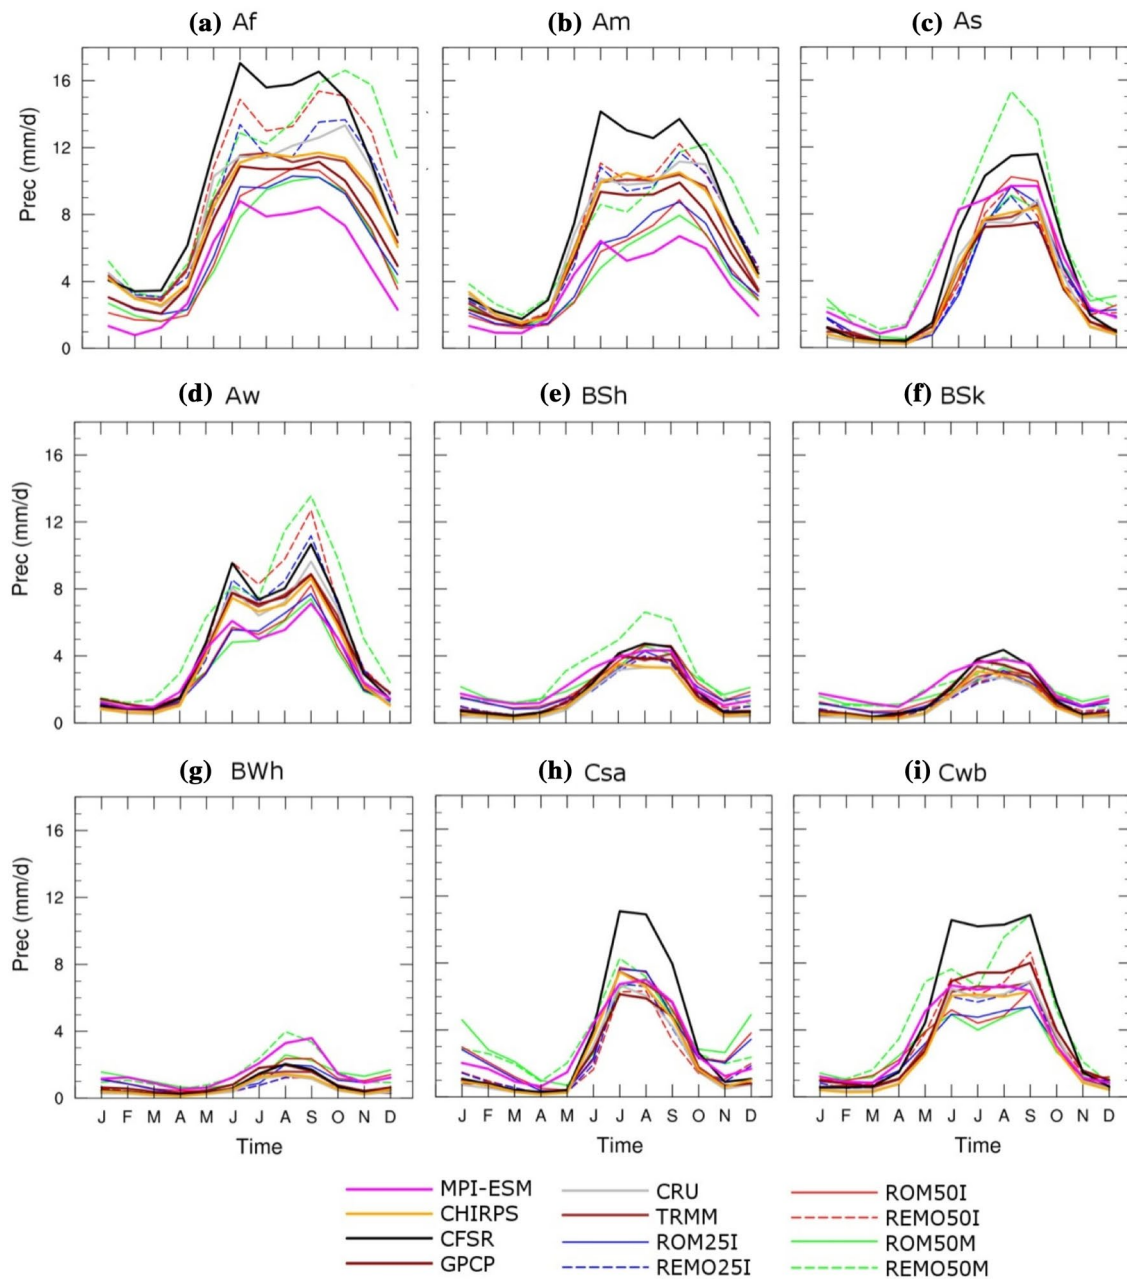 (a) Af (b) Am (c) As
Prec (mm/d)
16
12
8
4
0
(d) Aw (e) BSh (f) BSk
Prec (mm/d)
16
12
8
4
0
(g) BWh (h) Csa (i) Cwb
Prec (mm/d)
16
12
8
4
0
J F M A M J J A S O N D J F M A M J J A S O N D J F M A M J J A S O N D
Time Time Time
MPI-ESM CRU ROM50I
CHIRPS TRMM REMO50I
CFSR ROM25I ROM50M
GPCP REMO25I REMO50M